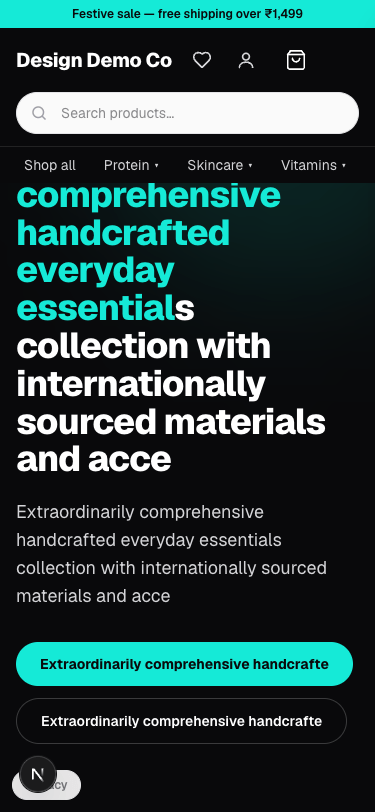 Festive sale — free shipping over ₹1,499
Design Demo Co
Search products...
Shop all Protein Skincare Vitamins
comprehensive
handcrafted
everyday
essentials
collection with
internationally
sourced materials
and acce
Extraordinarily comprehensive
handcrafted everyday essentials
collection with internationally sourced
materials and acce
Extraordinarily comprehensive handcrafte
Extraordinarily comprehensive handcrafte
N